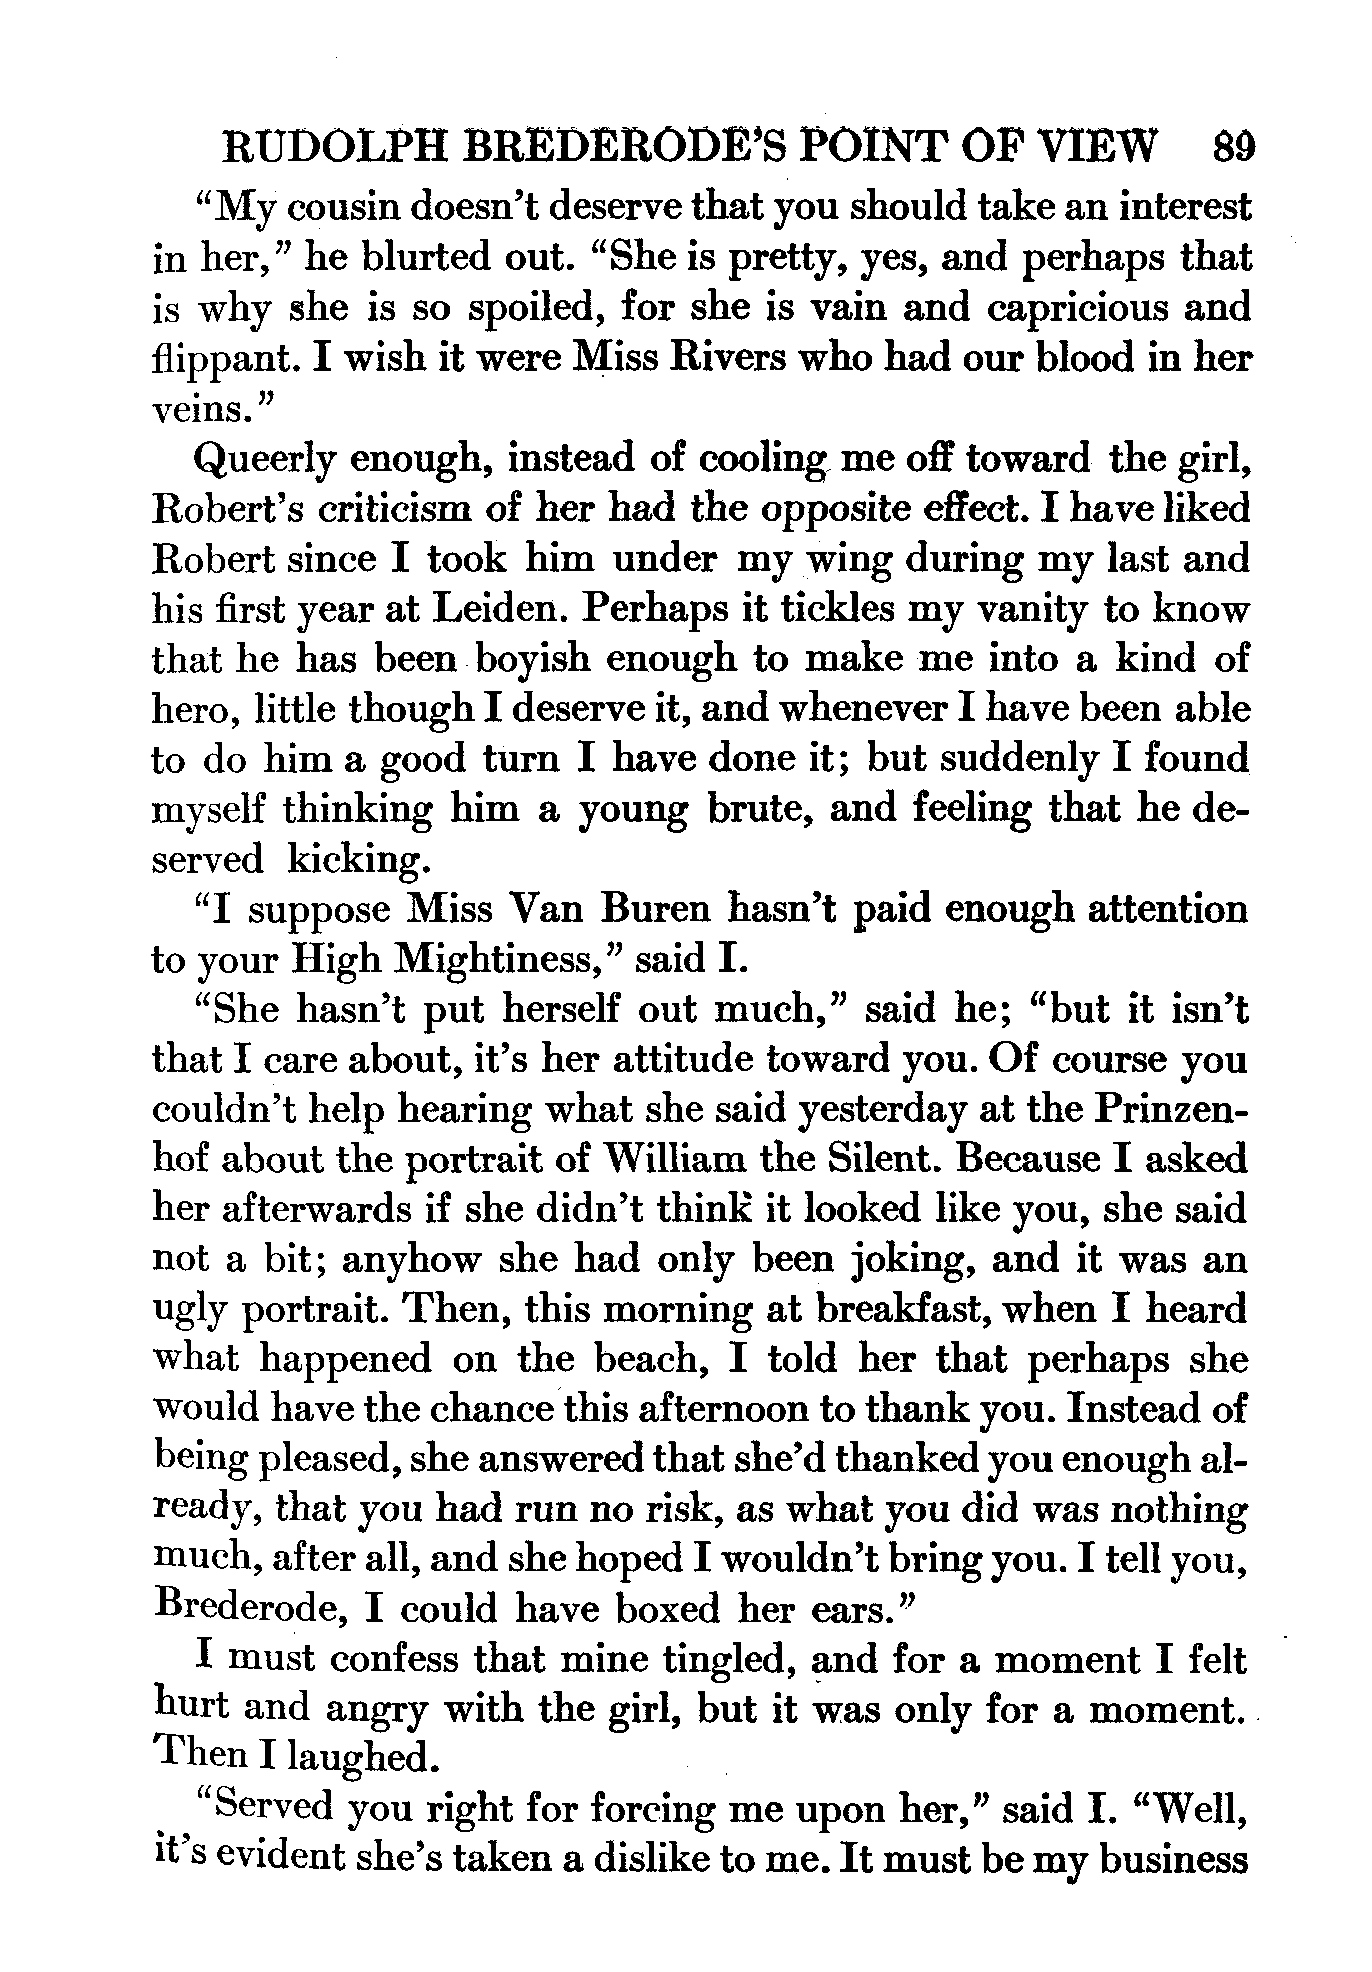 RUDOLPH BREDERODE'S POINT OF VIEW 89
"My cousin doesn't deserve that you should take an interest
in her," he blurted out. "She is pretty, yes, and perhaps that
is why she is so spoiled, for she is vain and capricious and
flippant. I wish it were Miss Rivers who had our blood in her
veins."
Queerly enough, instead of cooling me off toward the girl,
Robert's criticism of her had the opposite effect. I have liked
Robert since I took him under my wing during my last and
his first year at Leiden. Perhaps it tickles my vanity to know
that he has been boyish enough to make me into a kind of
hero, little though I deserve it, and whenever I have been able
to do him a good turn I have done it; but suddenly I found
myself thinking him a young brute, and feeling that he de-
served kicking.
"I suppose Miss Van Buren hasn't paid enough attention
to your High Mightiness," said I.
"She hasn't put herself out much," said he; "but it isn't
that I care about, it's her attitude toward you. Of course you
couldn't help hearing what she said yesterday at the Prinzen-
hof about the portrait of William the Silent. Because I asked
her afterwards if she didn't think it looked like you, she said
not a bit; anyhow she had only been joking, and it was an
ugly portrait. Then, this morning at breakfast, when I heard
what happened on the beach, I told her that perhaps she
would have the chance this afternoon to thank you. Instead of
being pleased, she answered that she'd thanked you enough al-
ready, that you had run no risk, as what you did was nothing
much, after all, and she hoped I wouldn't bring you. I tell you,
Brederode, I could have boxed her ears."
I must confess that mine tingled, and for a moment I felt
hurt and angry with the girl, but it was only for a moment.
Then I laughed.
"Served you right for forcing me upon her," said I. "Well,
it's evident she's taken a dislike to me. It must be my business